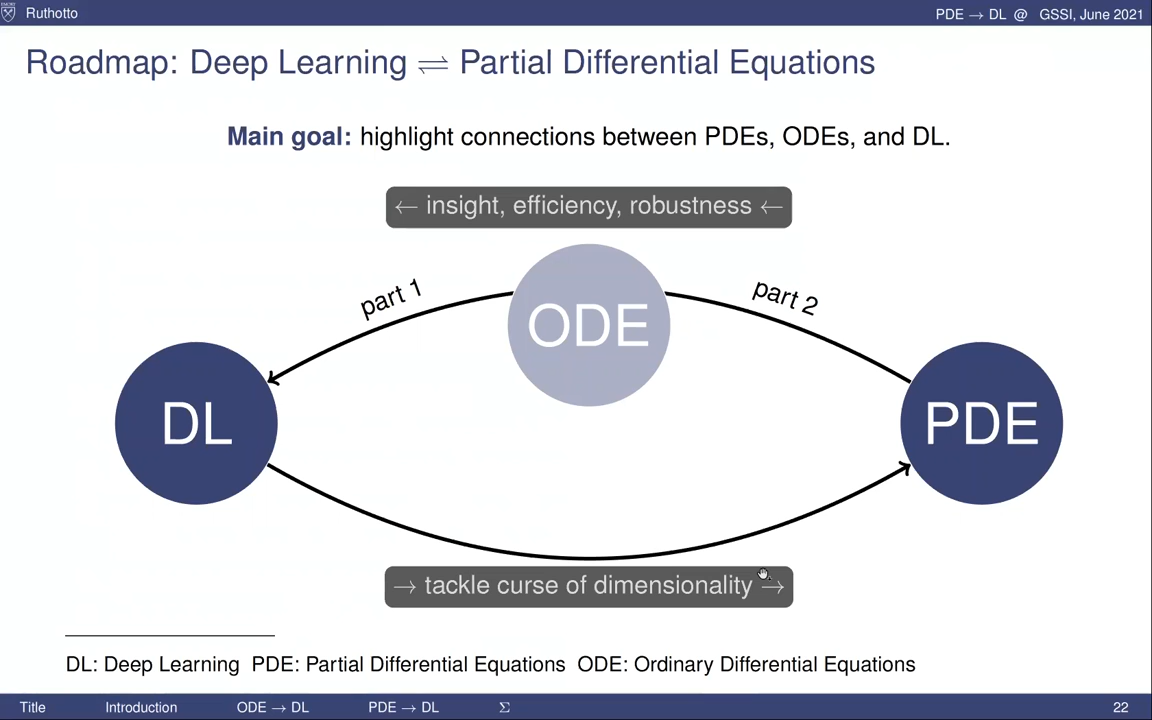 Ruthotto
PDE → DL @ GSSI, June 2021
Roadmap: Deep Learning ⇌ Partial Differential Equations
Main goal: highlight connections between PDEs, ODEs, and DL.
← insight, efficiency, robustness ←
part 1
part 2
ODE
DL
PDE
→ tackle curse of dimensionality →
DL: Deep Learning PDE: Partial Differential Equations ODE: Ordinary Differential Equations
Title Introduction ODE → DL PDE → DL Σ 22